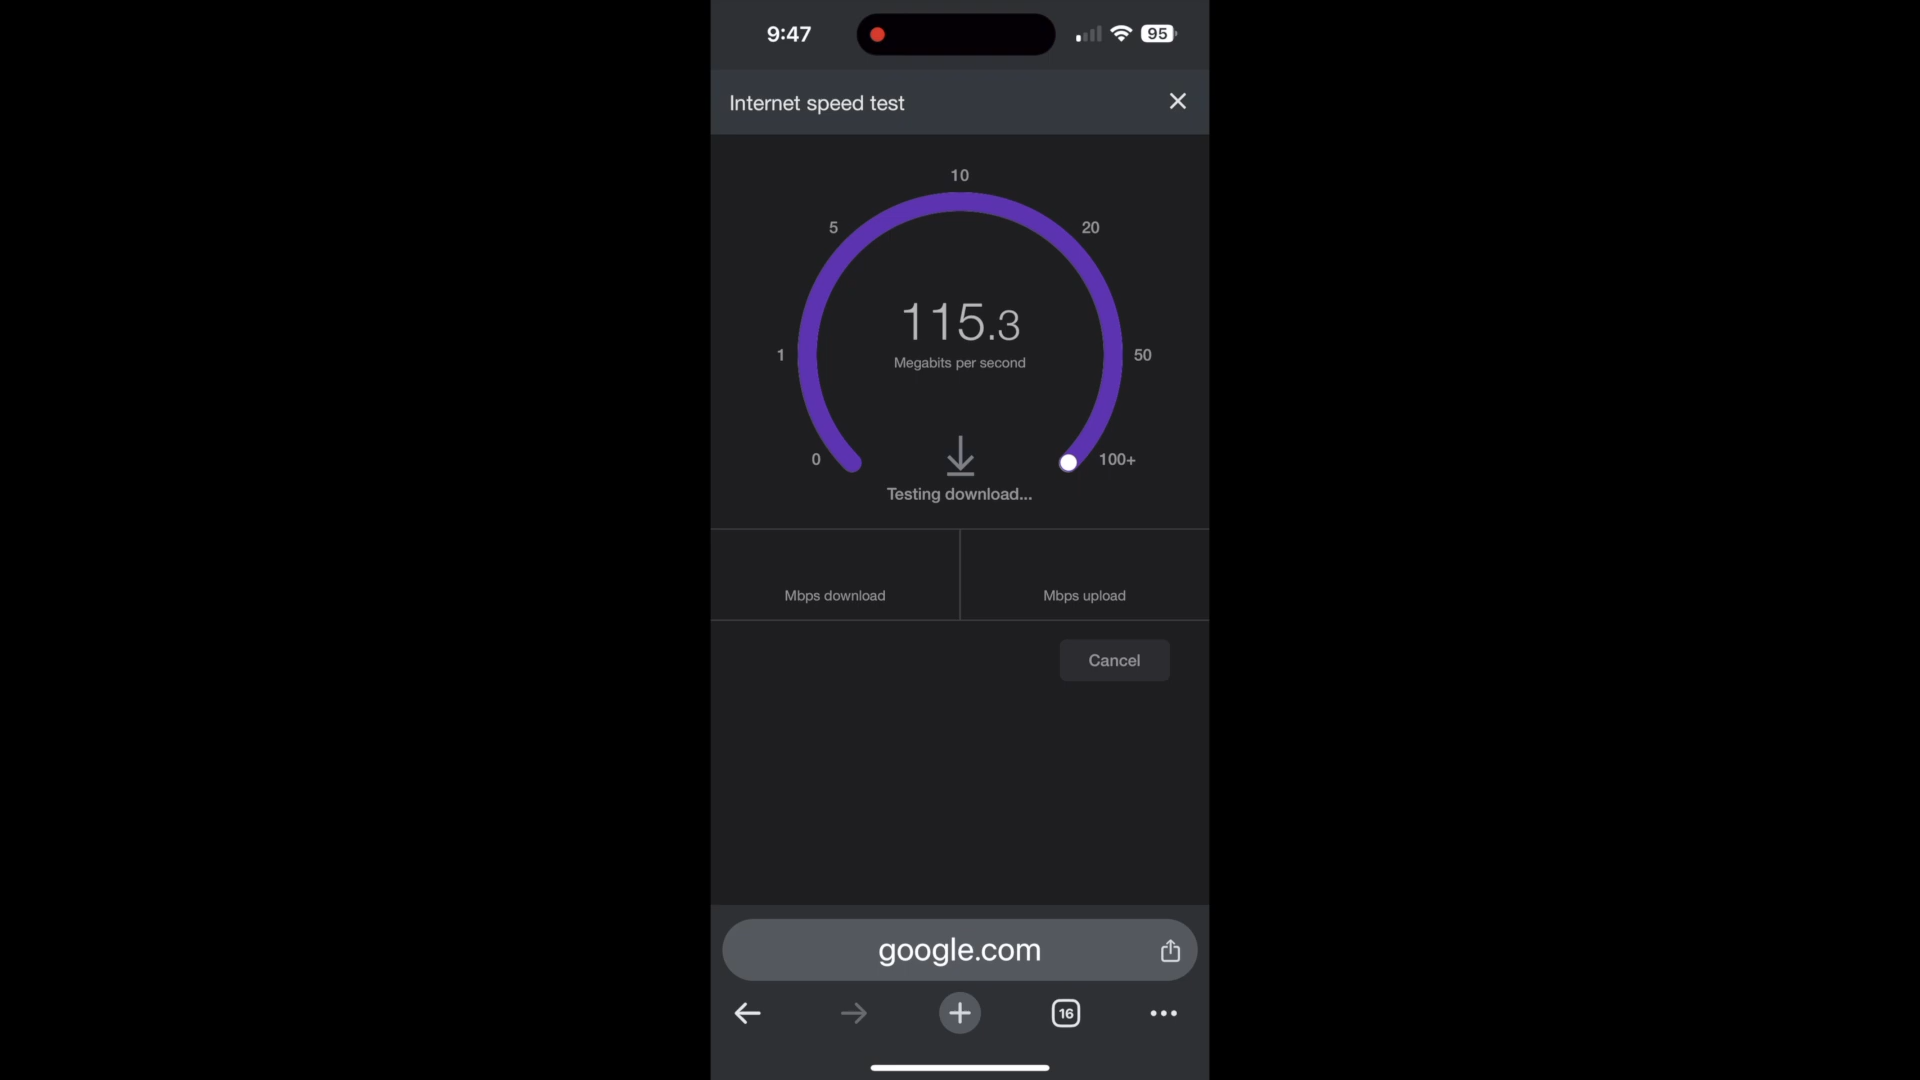 9:47
95
Internet speed test
10
5
20
115.3
Megabits per second
1
50
0
100+
Testing download...
Mbps download
Mbps upload
Cancel
google.com
16